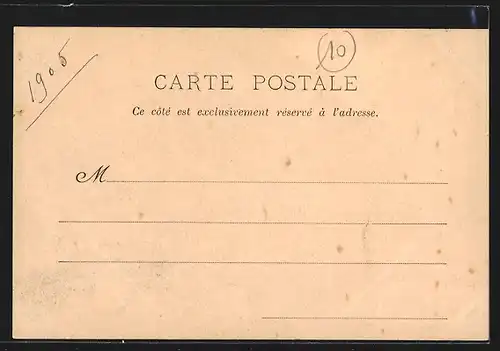 1905
10
CARTE POSTALE
Ce côté est exclusivement réservé à l'adresse.
M